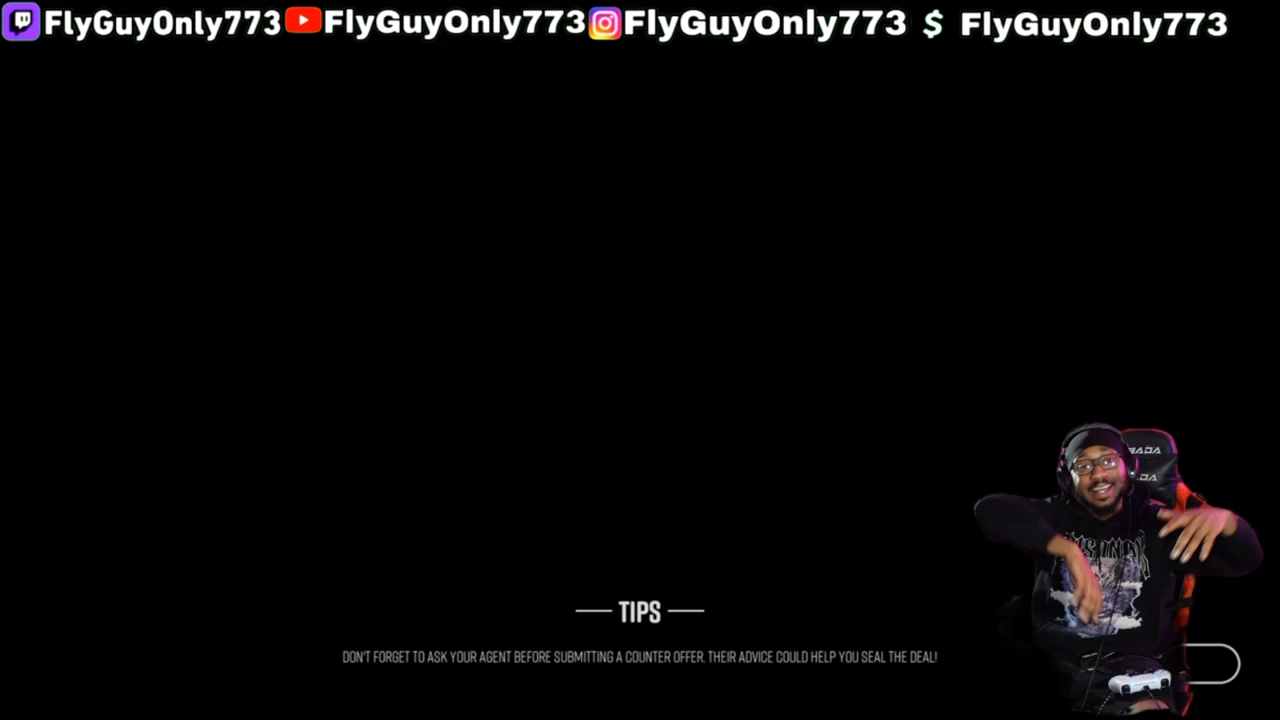 FlyGuyOnly773 FlyGuyOnly773 FlyGuyOnly773 $ FlyGuyOnly773
TIPS
DON'T FORGET TO ASK YOUR AGENT BEFORE SUBMITTING A COUNTER OFFER. THEIR ADVICE COULD HELP YOU SEAL THE DEAL!